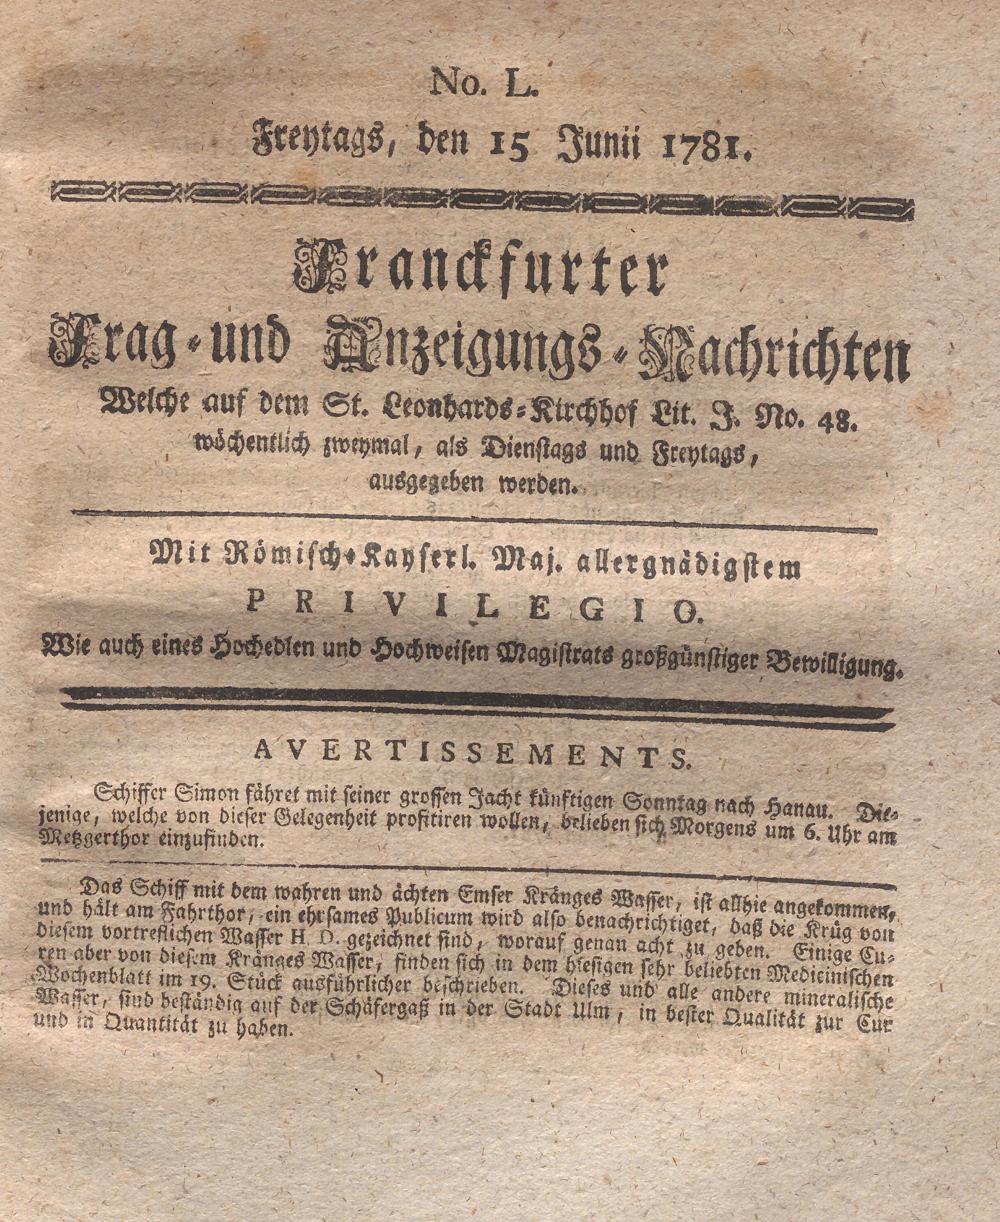 No. L.
Freytags, den 15 Junii 1781.
Franckfurter
Frag-und Anzeigungs-Nachrichten
Welche auf dem St. Leonhards-Kirchhof Lit. J. No. 48.
wöchentlich zweymal, als Dienstags und Freytags,
ausgegeben werden.
Mit Römisch-Kayserl. Maj. allergnädigstem
PRIVILEGIO.
Wie auch eines Hochedlen und Hochweisen Magistrats großgünstiger Bewilligung.
AVERTISSEMENTS.
Schiffer Simon fähret mit seiner grossen Jacht künftigen Sonntag nach Hanau. Die-
jenige, welche von dieser Gelegenheit profitiren wollen, belieben sich Morgens um 6. Uhr am
Metzgerthor einzufinden.
Das Schiff mit dem wahren und ächten Emser Kränges Wasser, ist allhie angekommen,
und hält am Fahrthor, ein ehrsames Publicum wird also benachrichtiget, daß die Krüg von
diesem vortreflichen Wasser H. D. gezeichnet sind, worauf genau acht zu geben. Einige Cu-
ren aber von diesem Kränges Wasser, finden sich in dem hiesigen sehr beliebten Medicinischen
Wochenblatt im 19. Stück ausführlicher beschrieben. Dieses und alle andere mineralische
Wasser, sind beständig auf der Schäfergaß in der Stadt Ulm, in bester Qualität zur Cur
und in Quantität zu haben.